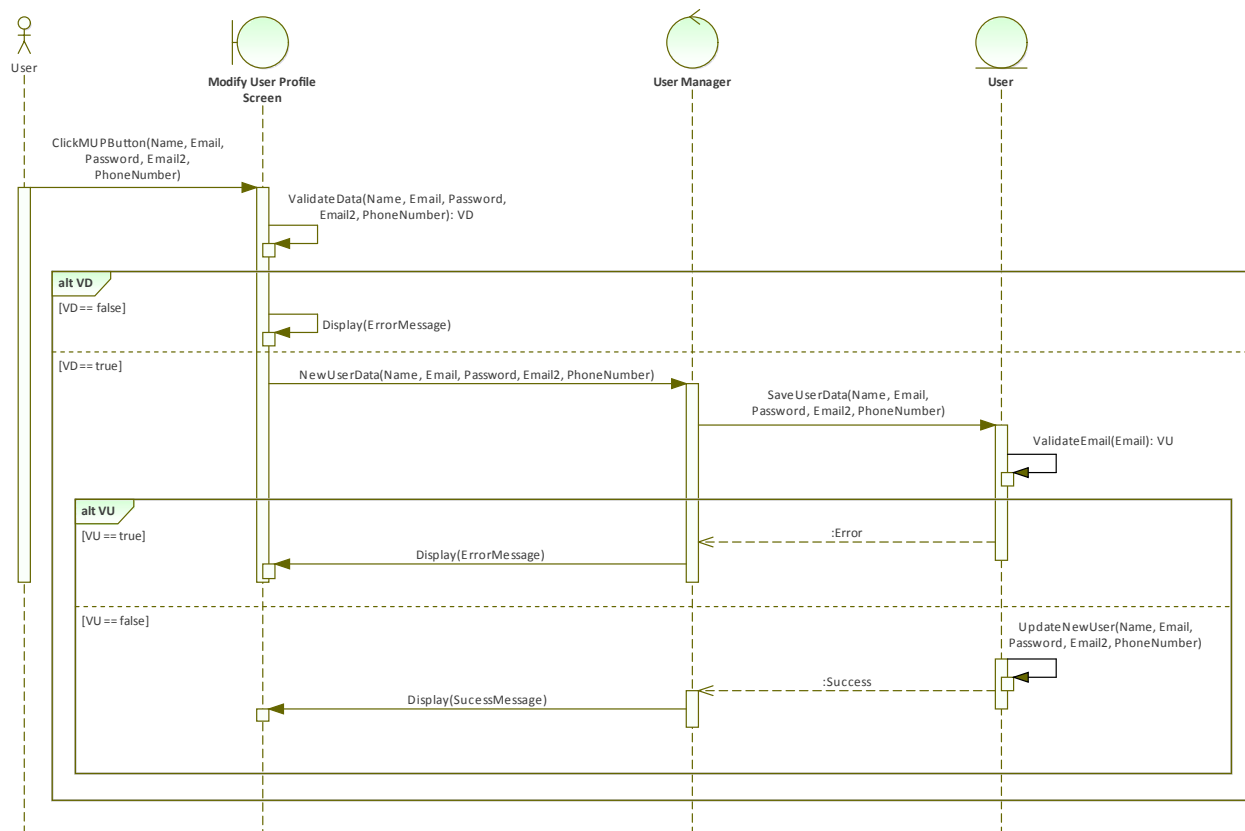 User
Modify User Profile
Screen
User Manager
User
ClickMUPButton(Name, Email,
Password, Email2,
PhoneNumber)
ValidateData(Name, Email, Password,
Email2, PhoneNumber): VD
alt VD
[VD== false]
Display(ErrorMessage)
[VD== true]
NewUserData(Name, Email, Password, Email2, PhoneNumber)
SaveUserData(Name, Email,
Password, Email2, PhoneNumber)
ValidateEmail(Email): VU
alt VU
[VU == true]
:Error
Display(ErrorMessage)
[VU == false]
UpdateNewUser(Name, Email,
Password, Email2, PhoneNumber)
:Success
Display(SucessMessage)